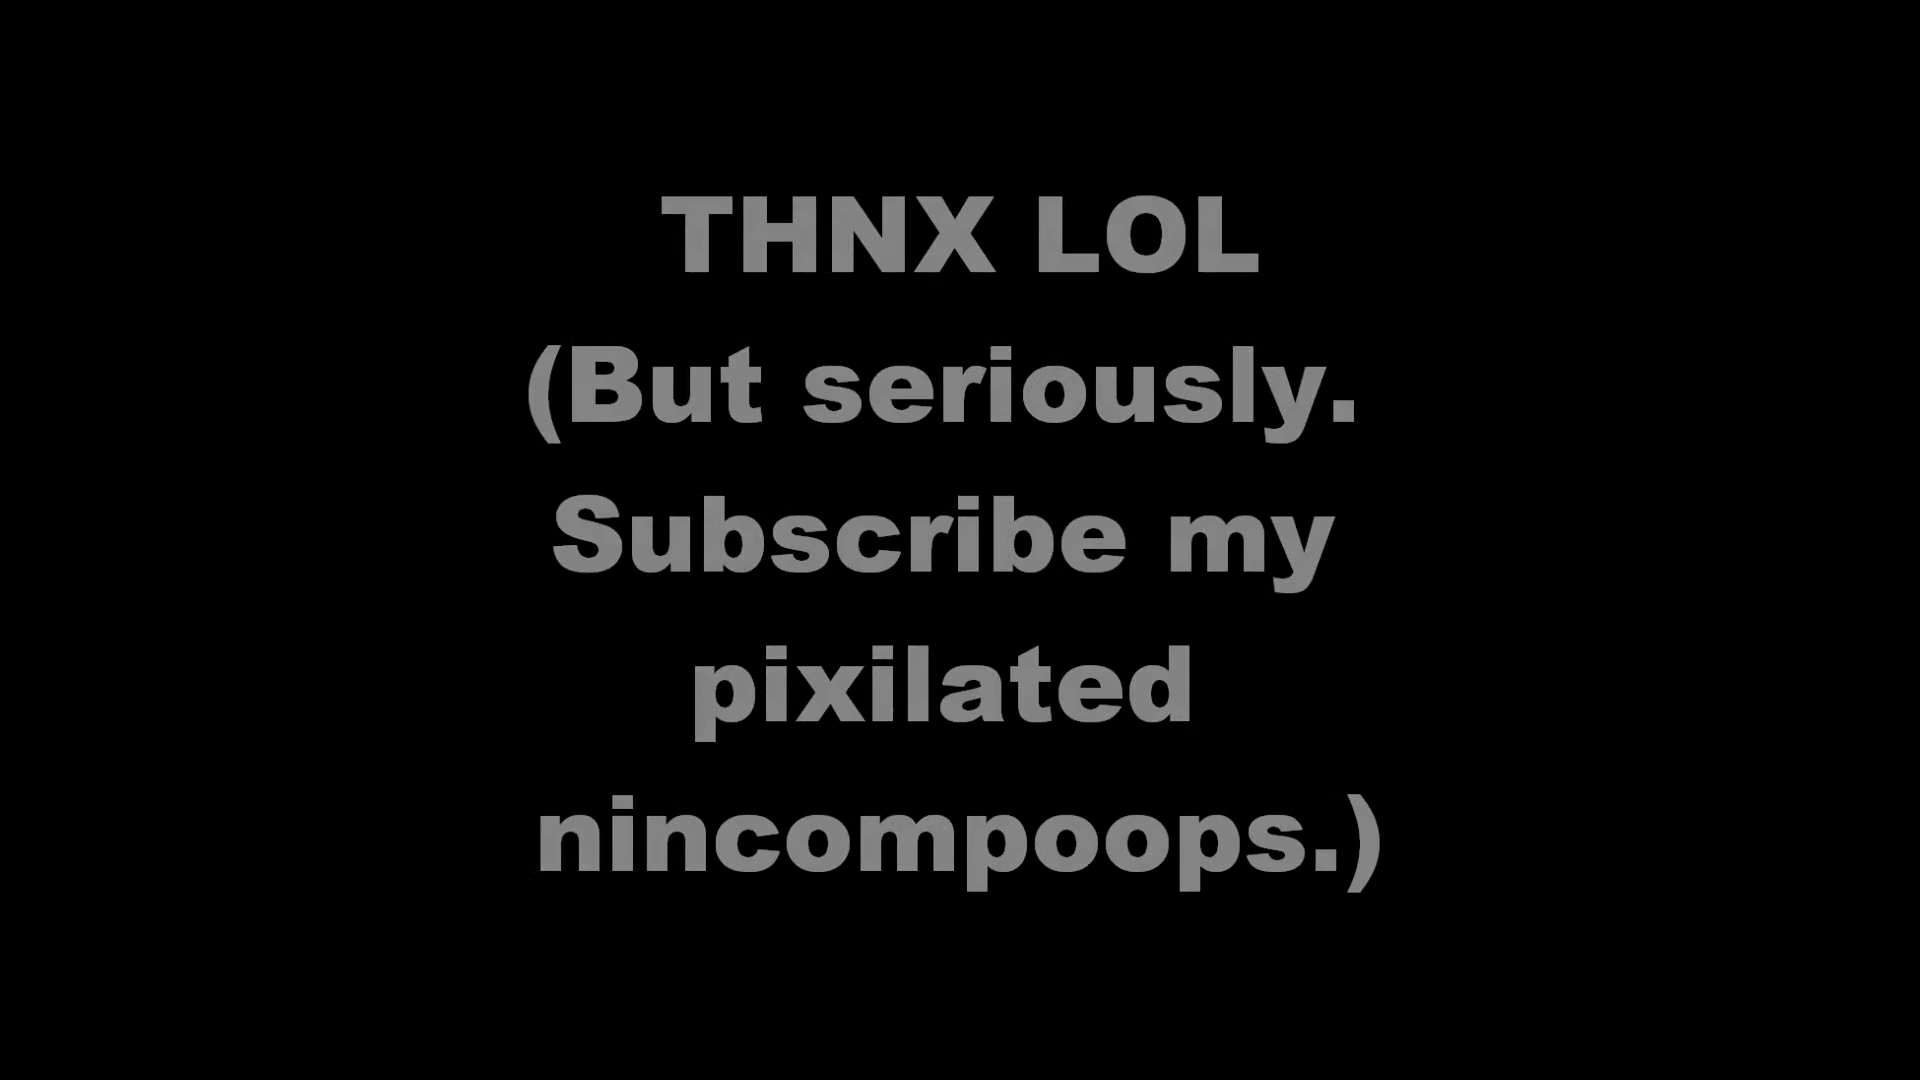 THNX LOL
(But seriously.
Subscribe my
pixilated
nincompoops.)